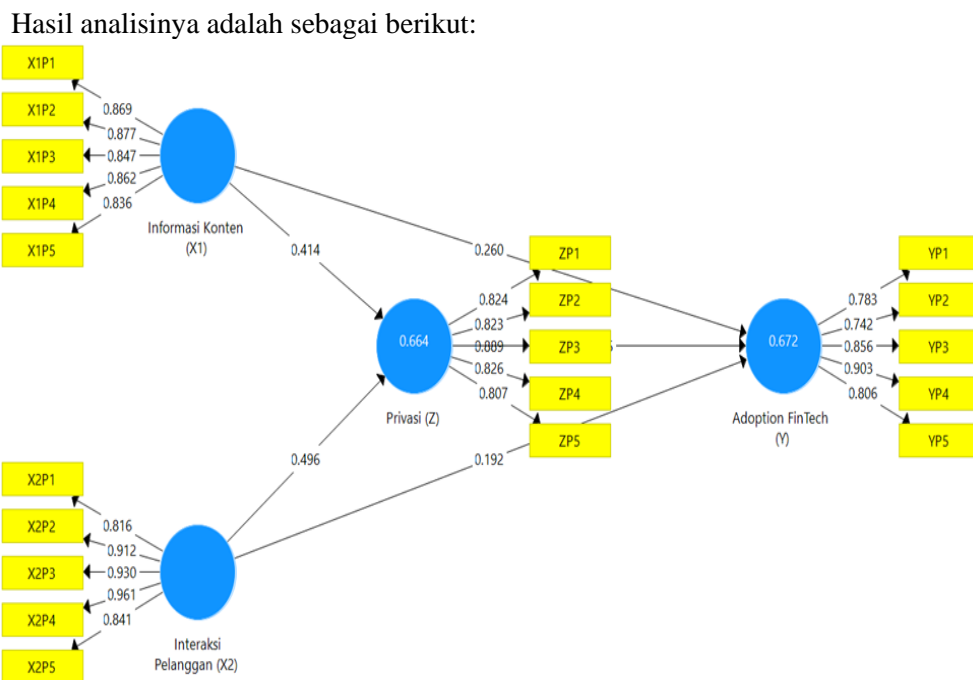 Hasil analisinya adalah sebagai berikut:
X1P1
X1P2
X1P3
X1P4
X1P5
0.869
0.877
0.847
0.862
0.836
Informasi Konten
(X1)
0.414
0.260
ZP1
ZP2
ZP3
ZP4
ZP5
0.824
0.823
0.826
0.807
0.664
Privasi (Z)
YP1
YP2
YP3
YP4
YP5
0.783
0.742
0.856
0.903
0.806
0.672
Adoption FinTech
(Y)
0.496
0.192
X2P1
X2P2
X2P3
X2P4
X2P5
0.816
0.912
0.930
0.961
0.841
Interaksi
Pelanggan (X2)